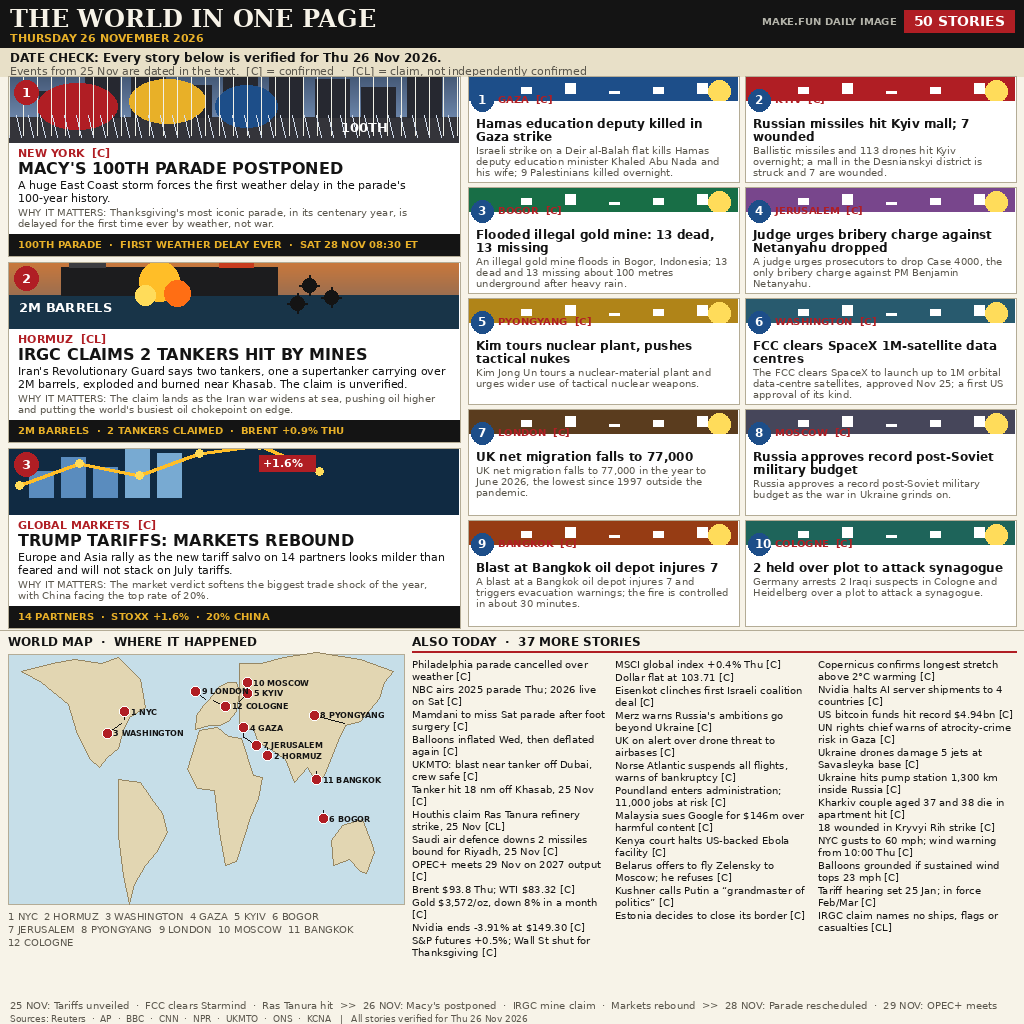 THE WORLD IN ONE PAGE
THURSDAY 26 NOVEMBER 2026
MAKE.FUN DAILY IMAGE
50 STORIES
DATE CHECK: Every story below is verified for Thu 26 Nov 2026.
Events from 25 Nov are dated in the text. [C] = confirmed · [CL] = claim, not independently confirmed
1
100TH
NEW YORK [C]
MACY'S 100TH PARADE POSTPONED
A huge East Coast storm forces the first weather delay in the parade's
100-year history.
WHY IT MATTERS: Thanksgiving's most iconic parade, in its centenary year, is
delayed for the first time ever by weather, not war.
100TH PARADE · FIRST WEATHER DELAY EVER · SAT 28 NOV 08:30 ET
2
2M BARRELS
HORMUZ [CL]
IRGC CLAIMS 2 TANKERS HIT BY MINES
Iran's Revolutionary Guard says two tankers, one a supertanker carrying over
2M barrels, exploded and burned near Khasab. The claim is unverified.
WHY IT MATTERS: The claim lands as the Iran war widens at sea, pushing oil higher
and putting the world's busiest oil chokepoint on edge.
2M BARRELS · 2 TANKERS CLAIMED · BRENT +0.9% THU
3
+1.6%
GLOBAL MARKETS [C]
TRUMP TARIFFS: MARKETS REBOUND
Europe and Asia rally as the new tariff salvo on 14 partners looks milder than
feared and will not stack on July tariffs.
WHY IT MATTERS: The market verdict softens the biggest trade shock of the year,
with China facing the top rate of 20%.
14 PARTNERS · STOXX +1.6% · 20% CHINA
1
GAZA [C]
Hamas education deputy killed in
Gaza strike
Israeli strike on a Deir al-Balah flat kills Hamas
deputy education minister Khaled Abu Nada and
his wife; 9 Palestinians killed overnight.
2
KYIV [C]
Russian missiles hit Kyiv mall; 7
wounded
Ballistic missiles and 113 drones hit Kyiv
overnight; a mall in the Desnianskyi district is
struck and 7 are wounded.
3
BOGOR [C]
Flooded illegal gold mine: 13 dead,
13 missing
An illegal gold mine floods in Bogor, Indonesia; 13
dead and 13 missing about 100 metres
underground after heavy rain.
4
JERUSALEM [C]
Judge urges bribery charge against
Netanyahu dropped
A judge urges prosecutors to drop Case 4000, the
only bribery charge against PM Benjamin
Netanyahu.
5
PYONGYANG [C]
Kim tours nuclear plant, pushes
tactical nukes
Kim Jong Un tours a nuclear-material plant and
urges wider use of tactical nuclear weapons.
6
WASHINGTON [C]
FCC clears SpaceX 1M-satellite data
centres
The FCC clears SpaceX to launch up to 1M orbital
data-centre satellites, approved Nov 25; a first US
approval of its kind.
7
LONDON [C]
UK net migration falls to 77,000
UK net migration falls to 77,000 in the year to
June 2026, the lowest since 1997 outside the
pandemic.
8
MOSCOW [C]
Russia approves record post-Soviet
military budget
Russia approves a record post-Soviet military
budget as the war in Ukraine grinds on.
9
BANGKOK [C]
Blast at Bangkok oil depot injures 7
A blast at a Bangkok oil depot injures 7 and
triggers evacuation warnings; the fire is controlled
in about 30 minutes.
10
COLOGNE [C]
2 held over plot to attack synagogue
Germany arrests 2 Iraqi suspects in Cologne and
Heidelberg over a plot to attack a synagogue.
WORLD MAP · WHERE IT HAPPENED
10 MOSCOW
9 LONDON
5 KIVY
12 COLOGNE
1 NYC
8 PYONGYANG
4 GAZA
3 WASHINGTON
7 JERUSALEM
2 HORMUZ
11 BANGKOK
6 BOGOR
1 NYC 2 HORMUZ 3 WASHINGTON 4 GAZA 5 KYIV 6 BOGOR
7 JERUSALEM 8 PYONGYANG 9 LONDON 10 MOSCOW 11 BANGKOK
12 COLOGNE
ALSO TODAY · 37 MORE STORIES
Philadelphia parade cancelled over
weather [C]
NBC airs 2025 parade Thu; 2026 live
on Sat [C]
Mamdani to miss Sat parade after foot
surgery [C]
Balloons inflated Wed, then deflated
again [C]
UKMTO: blast near tanker off Dubai,
crew safe [C]
Tanker hit 18 nm off Khasab, 25 Nov
[C]
Houthis claim Ras Tanura refinery
strike, 25 Nov [CL]
Saudi air defence downs 2 missiles
bound for Riyadh, 25 Nov [C]
OPEC+ meets 29 Nov on 2027 output
[C]
Brent $93.8 Thu; WTI $83.32 [C]
Gold $3,572/oz, down 8% in a month
[C]
Nvidia ends -3.91% at $149.30 [C]
S&P futures +0.5%; Wall St shut for
Thanksgiving [C]
MSCI global index +0.4% Thu [C]
Dollar flat at 103.71 [C]
Eisenkot clinches first Israeli coalition
deal [C]
Merz warns Russia's ambitions go
beyond Ukraine [C]
UK on alert over drone threat to
airbases [C]
Norse Atlantic suspends all flights,
warns of bankruptcy [C]
Poundland enters administration;
11,000 jobs at risk [C]
Malaysia sues Google for $146m over
harmful content [C]
Kenya court halts US-backed Ebola
facility [C]
Belarus offers to fly Zelensky to
Moscow; he refuses [C]
Kushner calls Putin a "grandmaster of
politics" [C]
Estonia decides to close its border [C]
Copernicus confirms longest stretch
above 2°C warming [C]
Nvidia halts AI server shipments to 4
countries [C]
US bitcoin funds hit record $4.94bn [C]
UN rights chief warns of atrocity-crime
risk in Gaza [C]
Ukraine drones damage 5 jets at
Savasleyka base [C]
Ukraine hits pump station 1,300 km
inside Russia [C]
Kharkiv couple aged 37 and 38 die in
apartment hit [C]
18 wounded in Kryvyi Rih strike [C]
NYC gusts to 60 mph; wind warning
from 10:00 Thu [C]
Balloons grounded if sustained wind
tops 23 mph [C]
Tariff hearing set 25 Jan; in force
Feb/Mar [C]
IRGC claim names no ships, flags or
casualties [CL]
25 NOV: Tariffs unveiled · FCC clears Starmind · Ras Tanura hit >> 26 NOV: Macy's postponed · IRGC mine claim · Markets rebound >> 28 NOV: Parade rescheduled · 29 NOV: OPEC+ meets
Sources: Reuters · AP · BBC · CNN · NPR · UKMTO · ONS · KCNA | All stories verified for Thu 26 Nov 2026